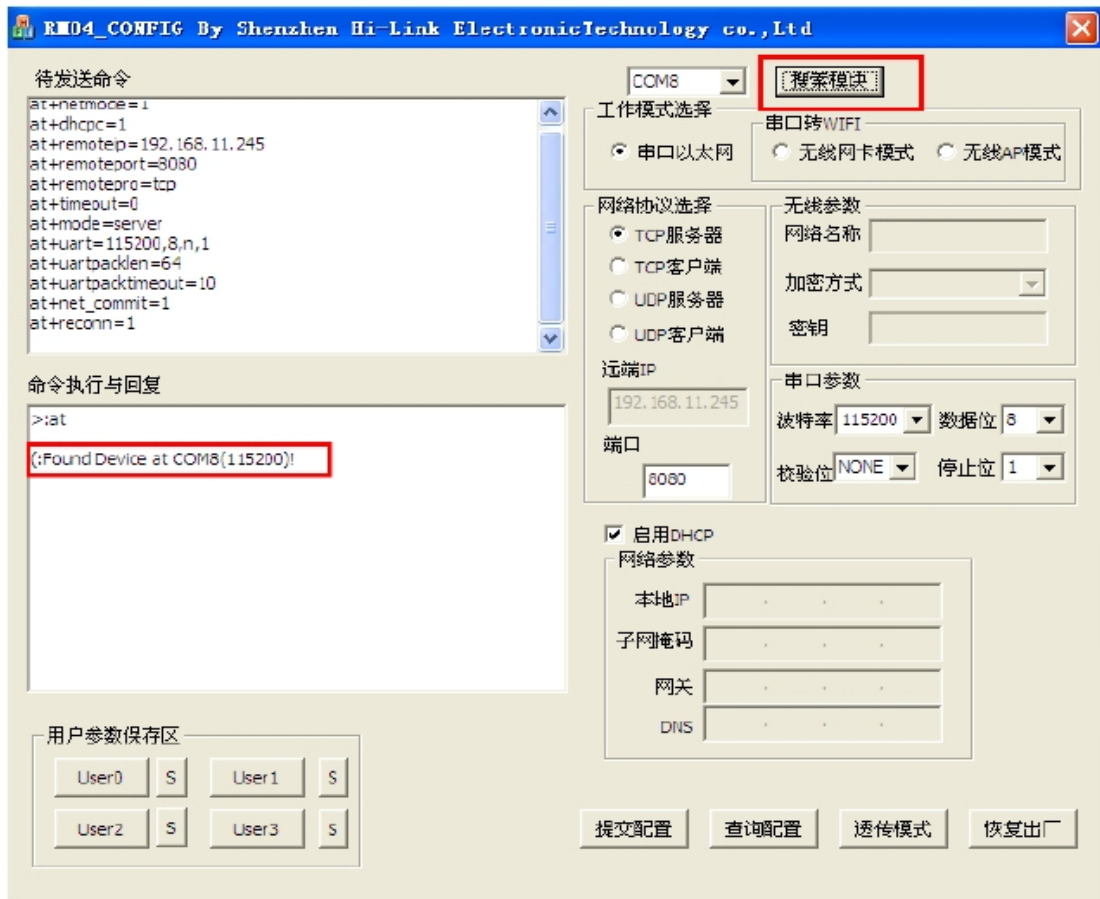 RM04_CONFIG By Shenzhen Hi-Link ElectronicTechnology co.,Ltd
待发送命令
at+netmode=1
at+dhcpc=1
at+remoteip=192.168.11.245
at+remoteport=8080
at+remotepro=tcp
at+timeout=0
at+mode=server
at+uart=115200,8,n,1
at+uartpacklen=64
at+uartpacktimeout=10
at+net_commit=1
at+reconn=1
命令执行与回复
>:at
(:Found Device at COM8(115200)!
用户参数保存区
User0 S User1 S
User2 S User3 S
COM8 搜索模块
工作模式选择
串口转WIFI
串口以太网 无线网卡模式 无线AP模式
网络协议选择
TCP服务器
TCP客户端
UDP服务器
UDP客户端
远端IP
192.168.11.245
端口
8080
无线参数
网络名称
加密方式
密钥
串口参数
波特率 115200 数据位 8
校验位 NONE 停止位 1
启用DHCP
网络参数
本地IP
子网掩码
网关
DNS
提交配置 查询配置 透传模式 恢复出厂